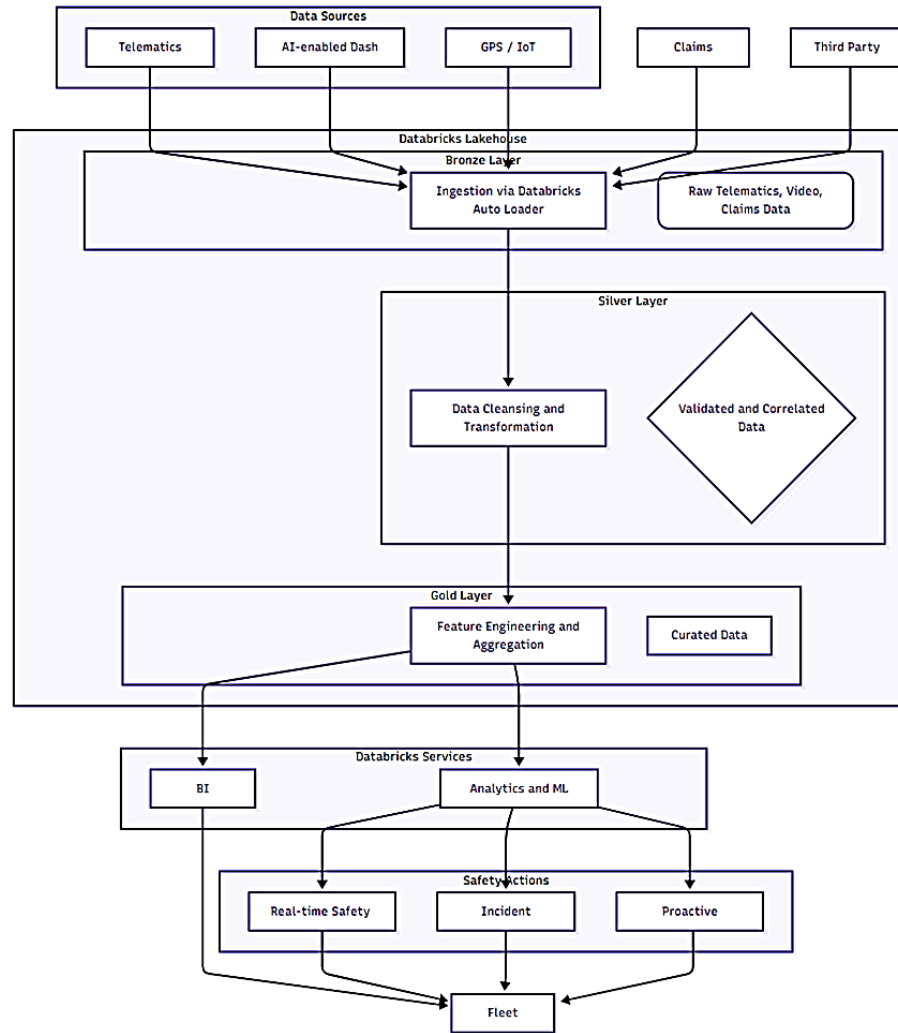 Data Sources
Telematics
AI-enabled Dash
GPS / IoT
Claims
Third Party
Databricks Lakehouse
Bronze Layer
Ingestion via Databricks
Auto Loader
Raw Telematics, Video,
Claims Data
Silver Layer
Data Cleansing and
Transformation
Validated and Correlated
Data
Gold Layer
Feature Engineering and
Aggregation
Curated Data
Databricks Services
BI
Analytics and ML
Safety Actions
Real-time Safety
Incident
Proactive
Fleet